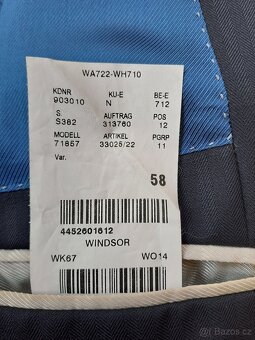 WA722-WH710
KDNR KU-E BE-E
903010 N 712
S. AUFTRAG POS
S382 313760 12
MODELL ARTIKEL PGRP
71857 33025/22 11
Var.
58
4452601612
WINDSOR
WK67 WO14
Sbazar.cz